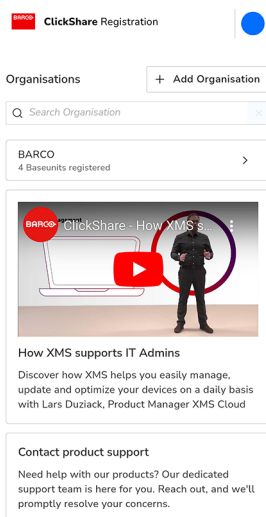 BARCO ClickShare Registration
Organisations
+ Add Organisation
Search Organisation
BARCO
4 Baseunits registered
BARCO ClickShare - How XMS s...
How XMS supports IT Admins
Discover how XMS helps you easily manage,
update and optimize your devices on a daily basis
with Lars Duziack, Product Manager XMS Cloud
Contact product support
Need help with our products? Our dedicated
support team is here for you. Reach out, and we'll
promptly resolve your concerns.